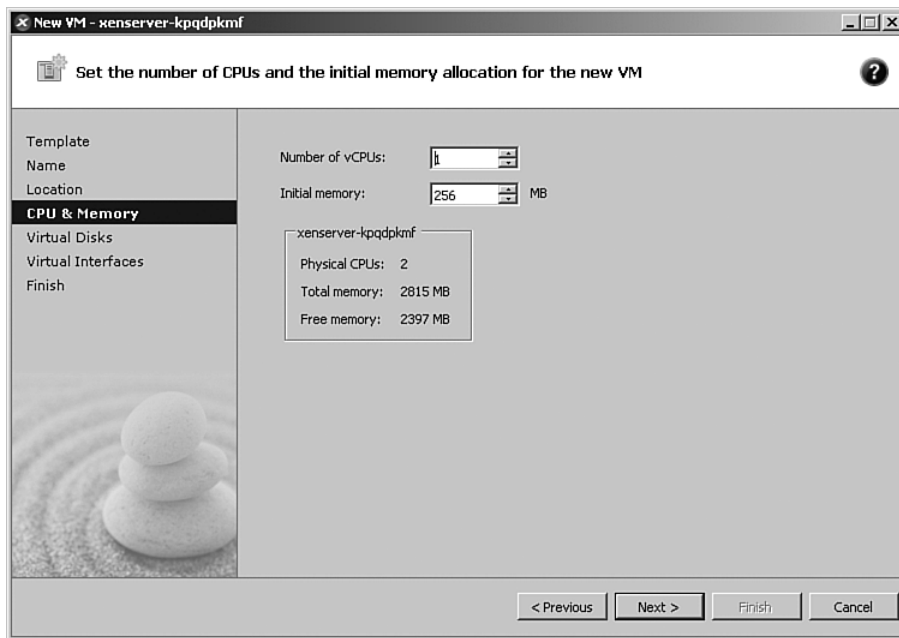 New VM - xenserver-kpqdpkmf
Set the number of CPUs and the initial memory allocation for the new VM
?
Template
Name
Location
CPU & Memory
Virtual Disks
Virtual Interfaces
Finish
Number of vCPUs: 1
Initial memory: 256 MB
xenserver-kpqdpkmf
Physical CPUs: 2
Total memory: 2815 MB
Free memory: 2397 MB
< Previous Next > Finish Cancel